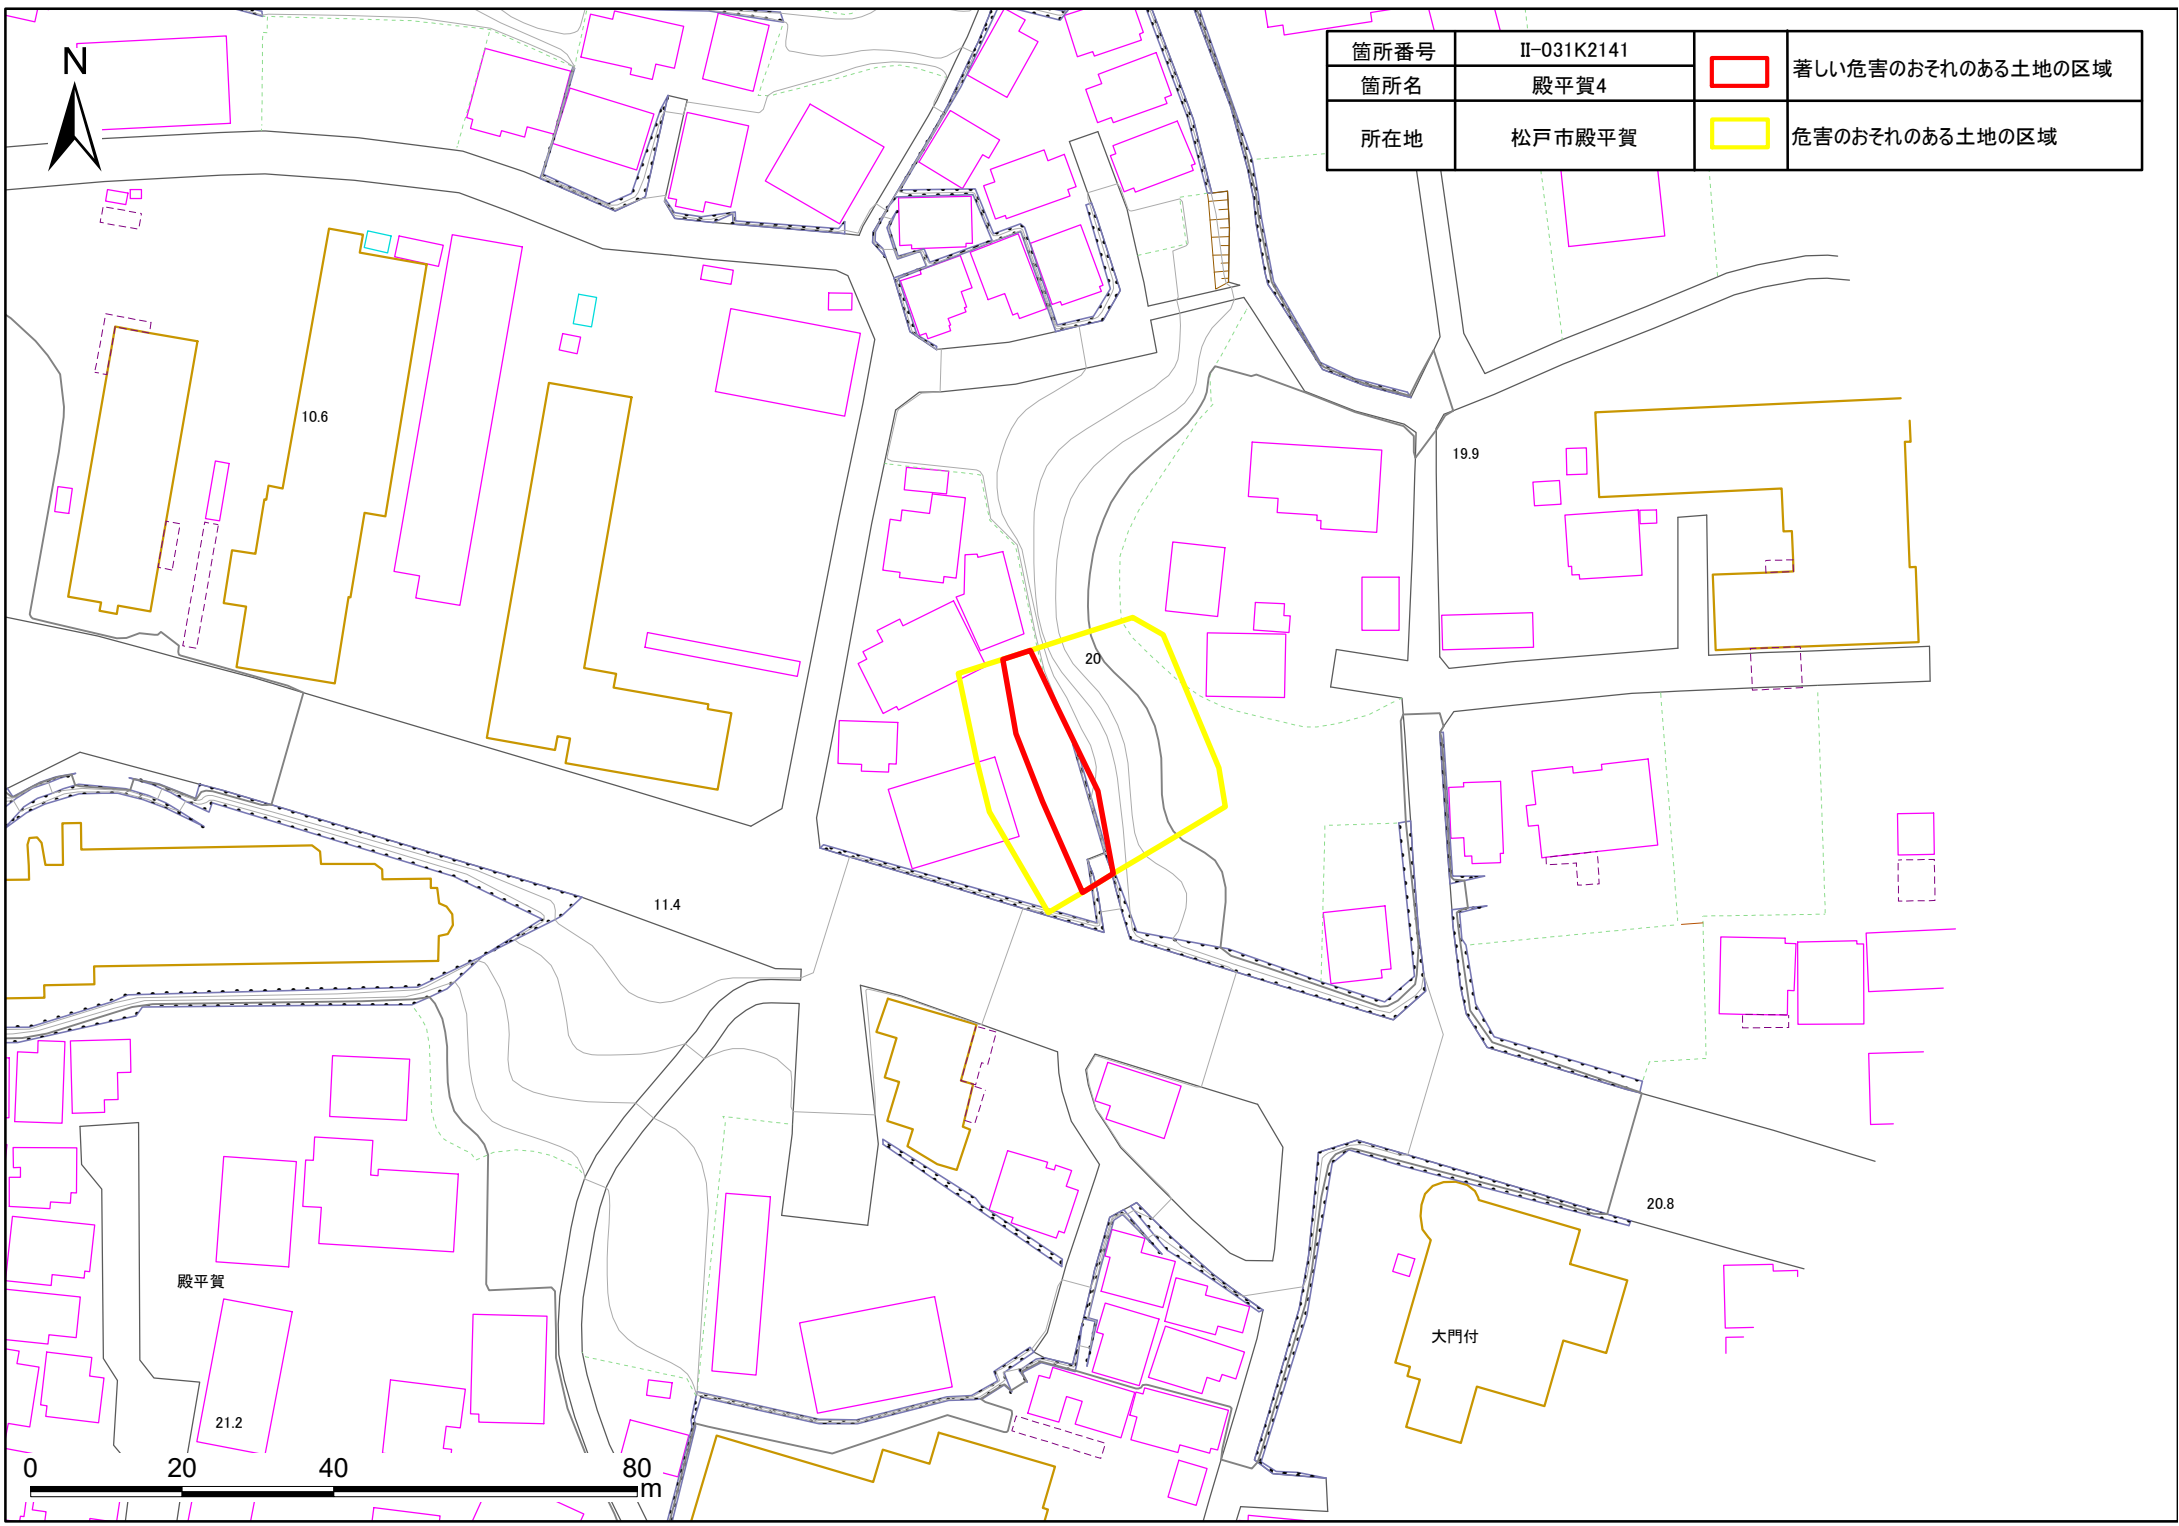 N
箇所番号 II-031K2141 著しい危害のおそれのある土地の区域
箇所名 殿平賀4
所在地 松戸市殿平賀 危害のおそれのある土地の区域
10.6
19.9
20
11.4
20.8
殿平賀
大門付
21.2
0 20 40 80
m